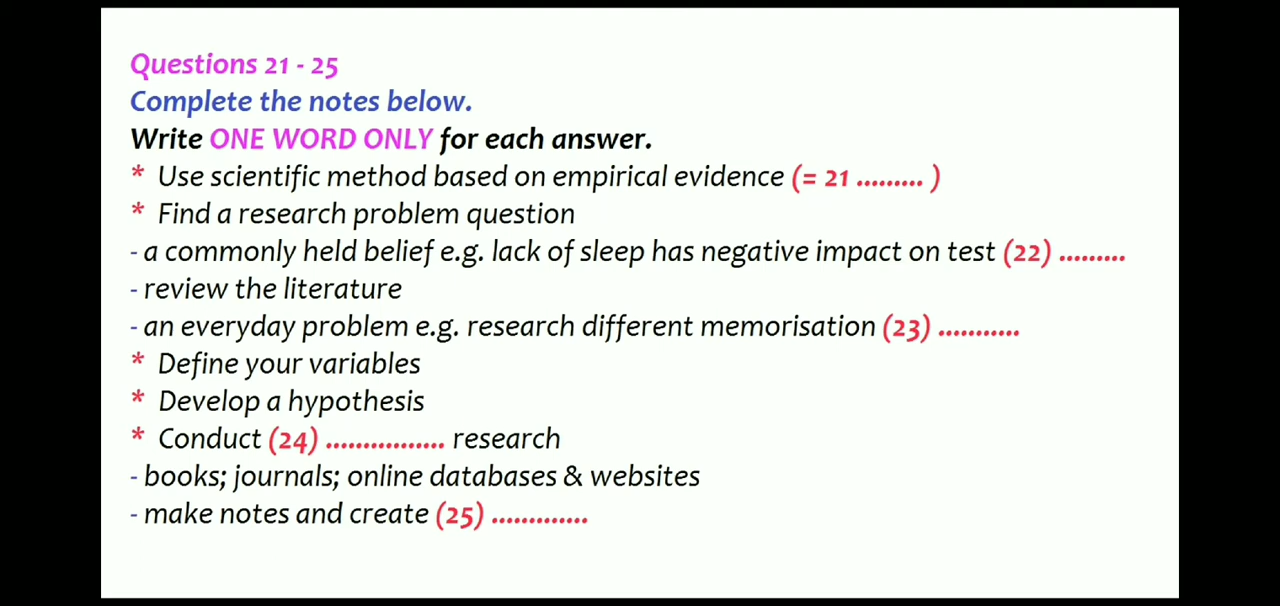 Questions 21 - 25
Complete the notes below.
Write ONE WORD ONLY for each answer.
* Use scientific method based on empirical evidence (= 21 ......... )
* Find a research problem question
- a commonly held belief e.g. lack of sleep has negative impact on test (22) .........
- review the literature
- an everyday problem e.g. research different memorisation (23) ...........
* Define your variables
* Develop a hypothesis
* Conduct (24) ................ research
- books; journals; online databases & websites
- make notes and create (25) .............